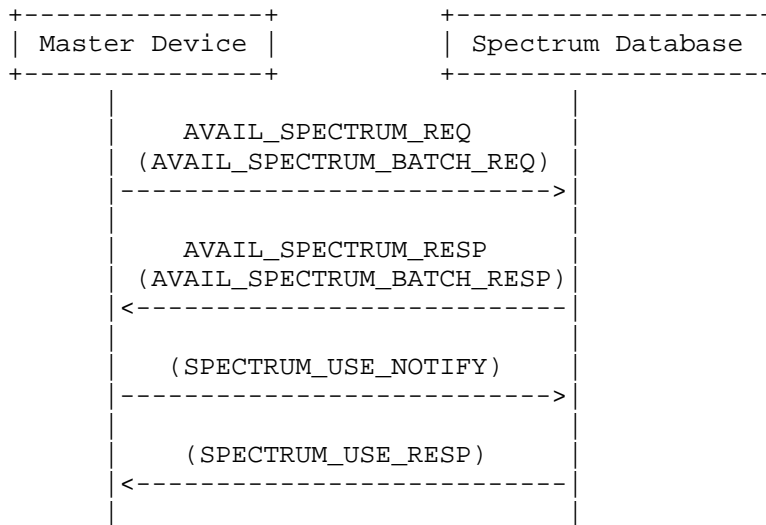 Master Device
Spectrum Database
AVAIL_SPECTRUM_REQ
(AVAIL_SPECTRUM_BATCH_REQ)
AVAIL_SPECTRUM_RESP
(AVAIL_SPECTRUM_BATCH_RESP)
(SPECTRUM_USE_NOTIFY)
(SPECTRUM_USE_RESP)